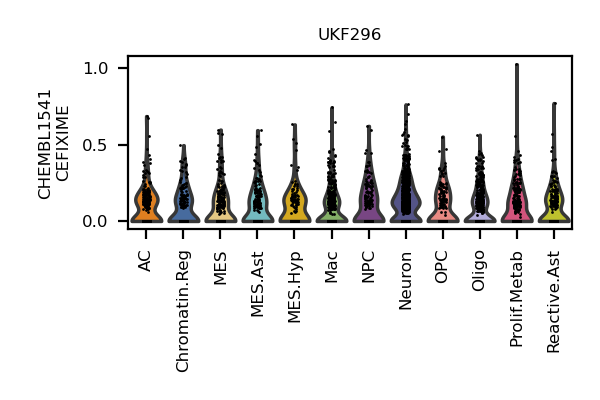 UKF296
CHEMBL1541
CEFIXIME
1.0
0.5
0.0
AC
Chromatin.Reg
MES
MES.Ast
MES.Hyp
Mac
NPC
Neuron
OPC
Oligo
Prolif.Metab
Reactive.Ast